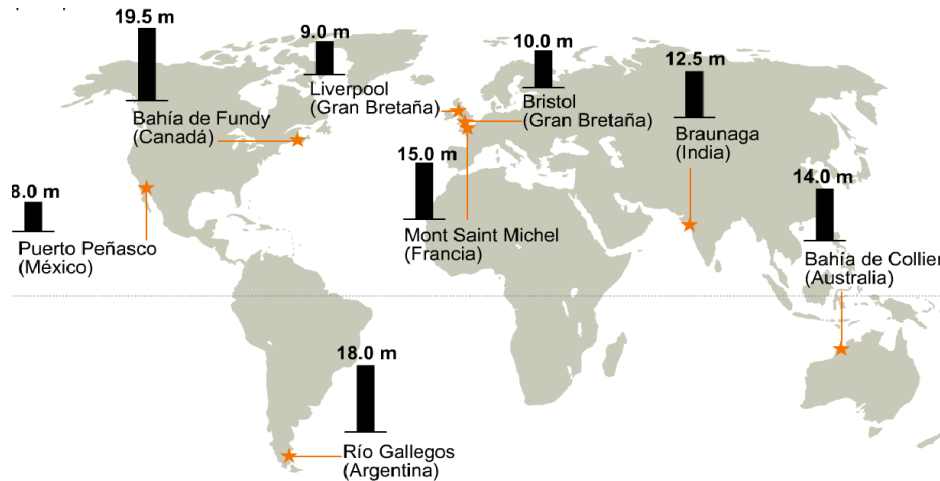 19.5 m
Bahía de Fundy
(Canadá)
9.0 m
Liverpool
(Gran Bretaña)
10.0 m
Bristol
(Gran Bretaña)
12.5 m
Braunaga
(India)
8.0 m
Puerto Peñasco
(México)
15.0 m
Mont Saint Michel
(Francia)
14.0 m
Bahía de Collier
(Australia)
18.0 m
Río Gallegos
(Argentina)